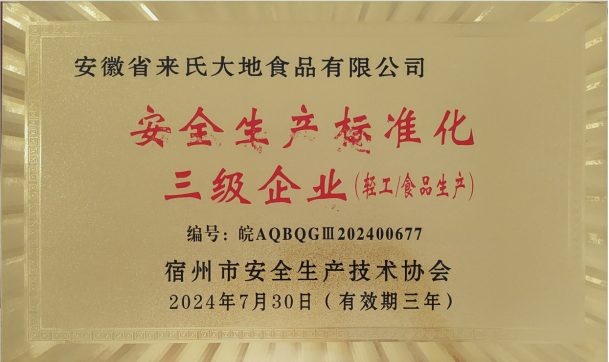 安徽省来氏大地食品有限公司
安全生产标准化
三级企业(轻工/食品生产)
编号：皖AQBQGⅢ202400677
宿州市安全生产技术协会
2024年7月30日（有效期三年）